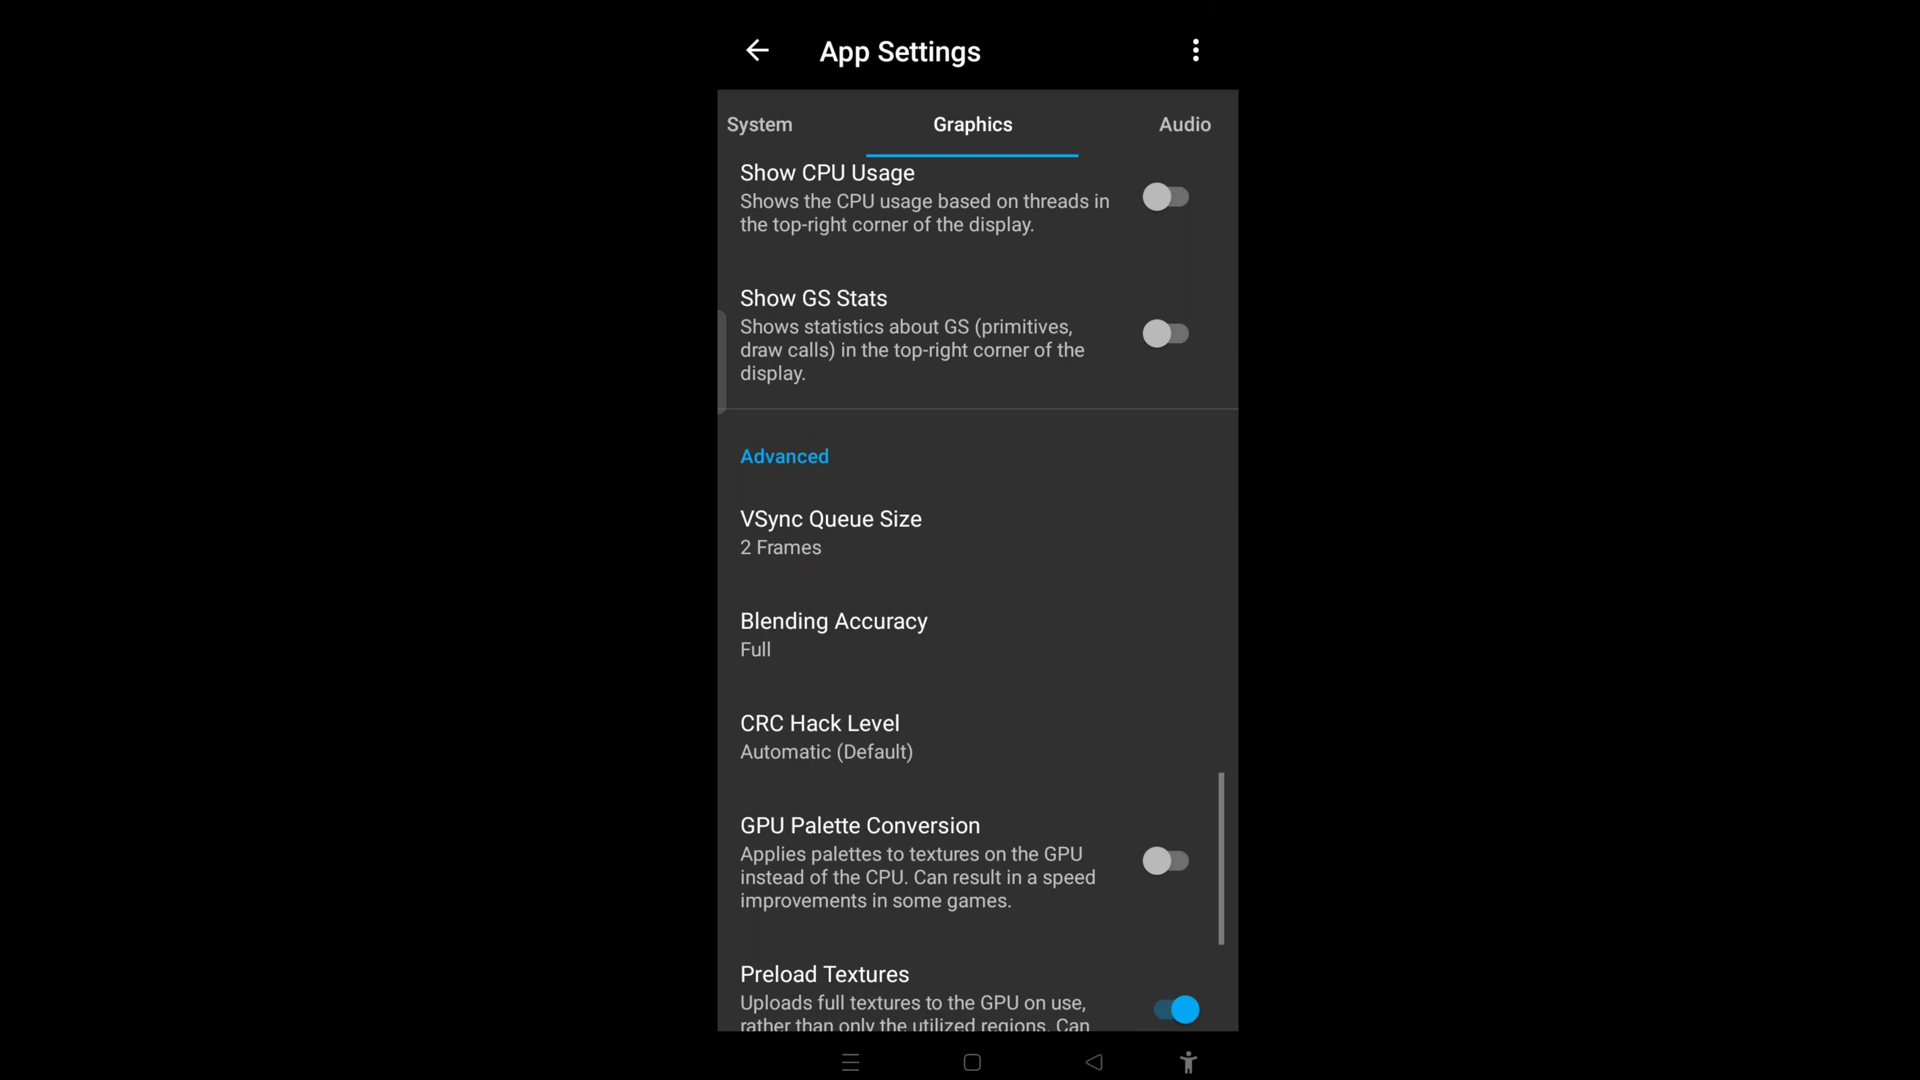 App Settings
System Graphics Audio
Show CPU Usage
Shows the CPU usage based on threads in
the top-right corner of the display.
Show GS Stats
Shows statistics about GS (primitives,
draw calls) in the top-right corner of the
display.
Advanced
VSync Queue Size
2 Frames
Blending Accuracy
Full
CRC Hack Level
Automatic (Default)
GPU Palette Conversion
Applies palettes to textures on the GPU
instead of the CPU. Can result in a speed
improvements in some games.
Preload Textures
Uploads full textures to the GPU on use,
rather than only the utilized regions. Can